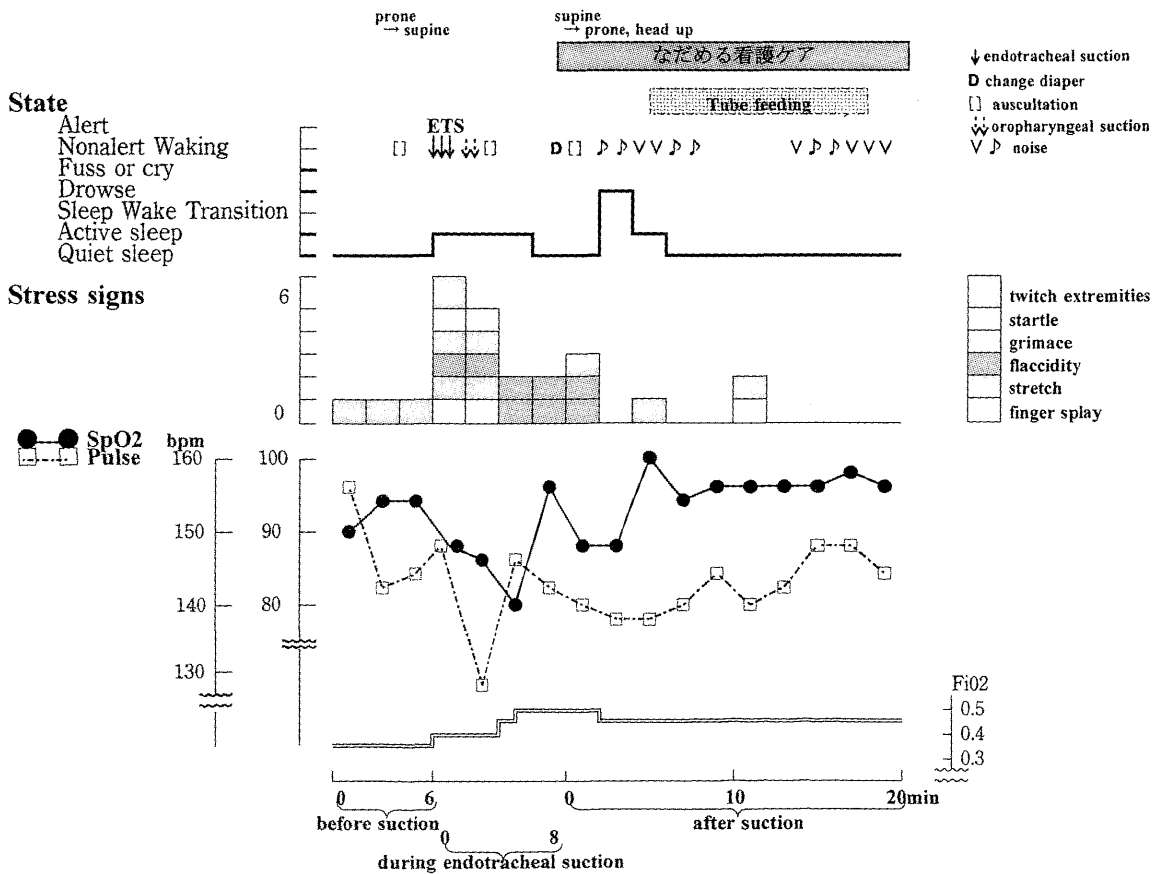 prone
→ supine
supine
→ prone, head up
なだめる看護ケア
↓ endotracheal suction
D change diaper
[] auscultation
oropharyngeal suction
V ♪ noise
Tube feeding
State
Alert
Nonalert Waking
Fuss or cry
Drowse
Sleep Wake Transition
Active sleep
Quiet sleep
ETS
[] ↓↓↓ [] D [] ♪ ♪ V V ♪ ♪ V ♪ ♪ V V V
Stress signs
6
0
twitch extremities
startle
grimace
flaccidity
stretch
finger splay
SpO2
Pulse
bpm
160
150
140
130
100
90
80
Fi02
0.5
0.4
0.3
0 6 0 10 20min
before suction
after suction
0 8
during endotracheal suction